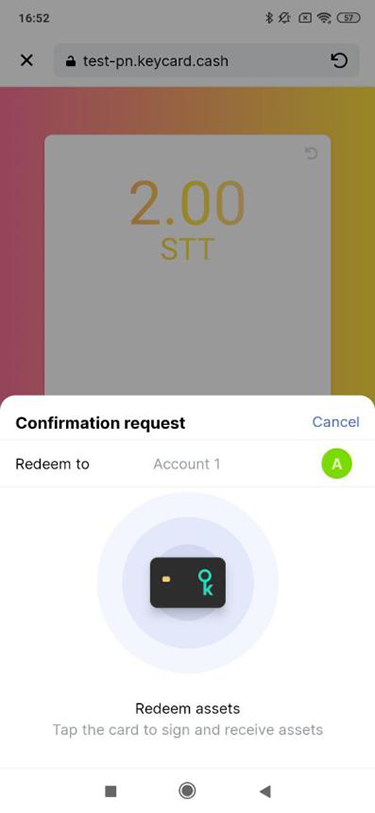 16:52
57
test-pn.keycard.cash
2.00
STT
Confirmation request
Cancel
Redeem to
Account 1
A
k
Redeem assets
Tap the card to sign and receive assets